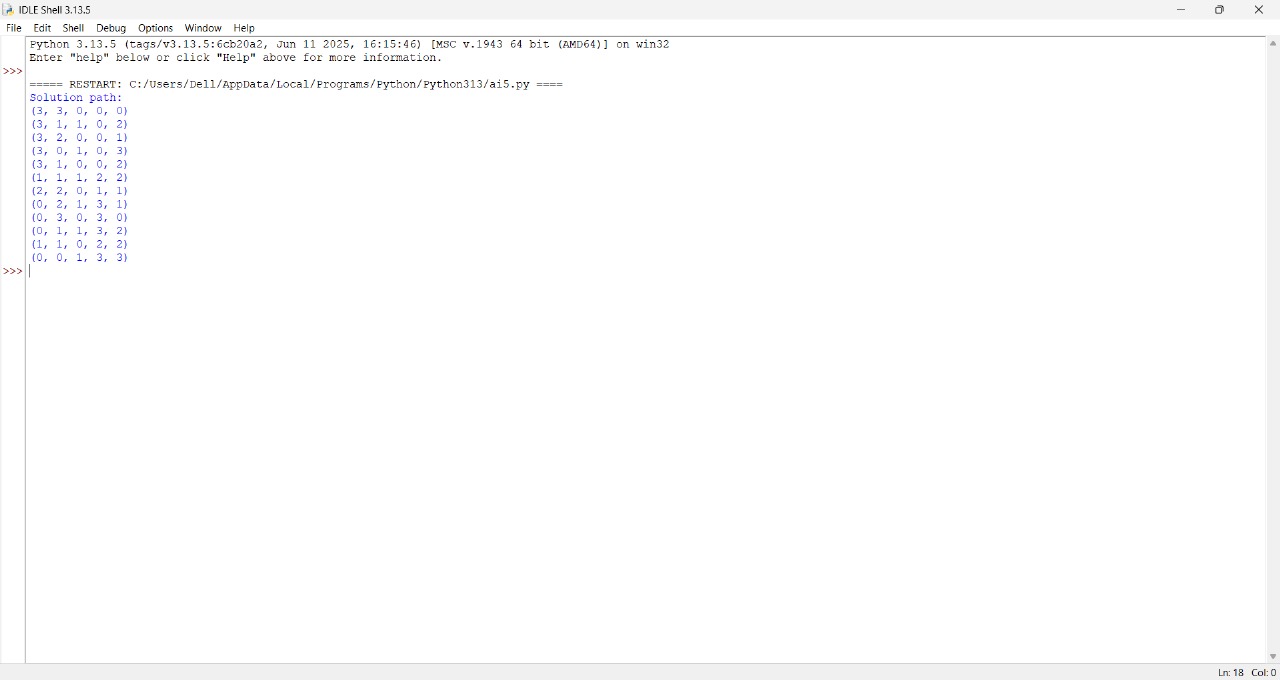 IDLE Shell 3.13.5
File Edit Shell Debug Options Window Help
Python 3.13.5 (tags/v3.13.5:6cb20a2, Jun 11 2025, 16:15:46) [MSC v.1943 64 bit (AMD64)] on win32
Enter "help" below or click "Help" above for more information.
>>>
===== RESTART: C:/Users/Dell/AppData/Local/Programs/Python/Python313/ai5.py ====
Solution path:
(3, 3, 0, 0, 0)
(3, 1, 1, 0, 2)
(3, 2, 0, 0, 1)
(3, 0, 1, 0, 3)
(3, 1, 0, 0, 2)
(1, 1, 1, 2, 2)
(2, 2, 0, 1, 1)
(0, 2, 1, 3, 1)
(0, 3, 0, 3, 0)
(0, 1, 1, 3, 2)
(1, 1, 0, 2, 2)
(0, 0, 1, 3, 3)
>>>
Ln: 18 Col: 0